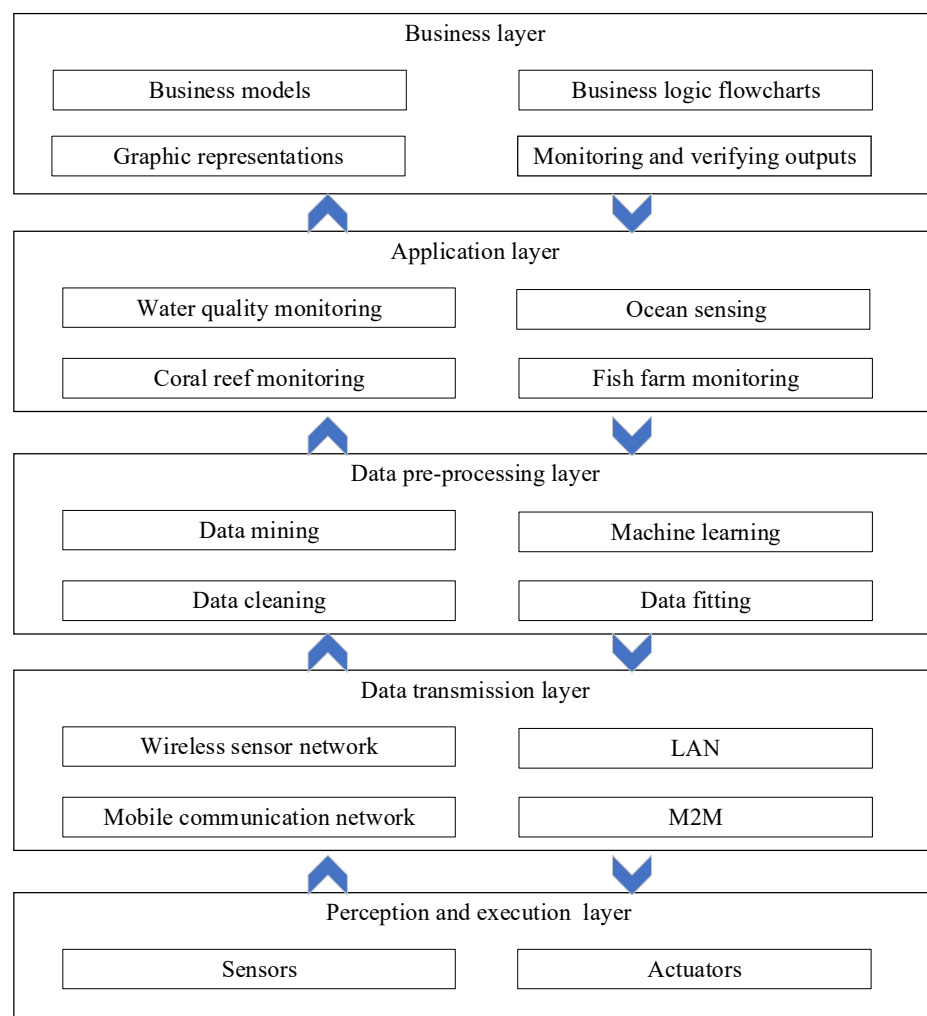 Business layer
Business models
Business logic flowcharts
Graphic representations
Monitoring and verifying outputs
Application layer
Water quality monitoring
Ocean sensing
Coral reef monitoring
Fish farm monitoring
Data pre-processing layer
Data mining
Machine learning
Data cleaning
Data fitting
Data transmission layer
Wireless sensor network
LAN
Mobile communication network
M2M
Perception and execution layer
Sensors
Actuators